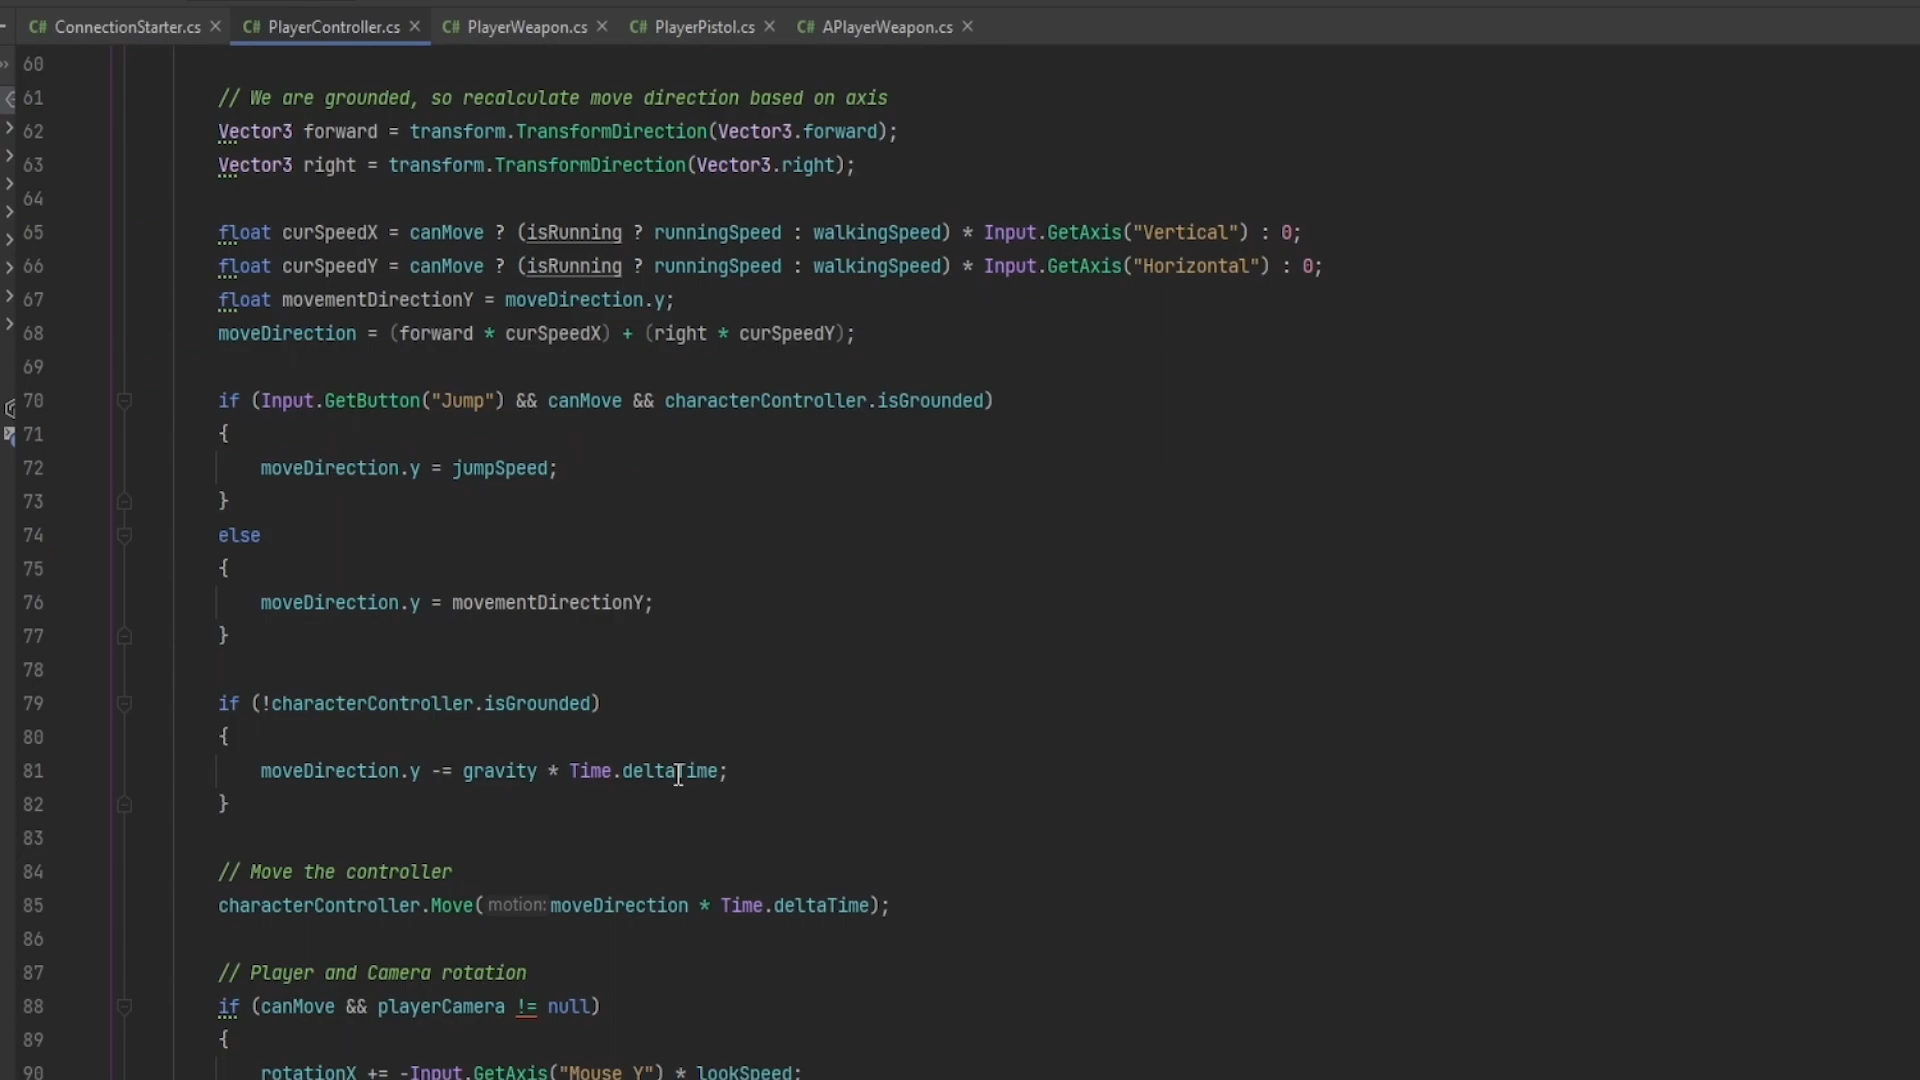 C# ConnectionStarter.cs × C# PlayerController.cs × C# PlayerWeapon.cs × C# PlayerPistol.cs × C# APlayerWeapon.cs ×
60
61 // We are grounded, so recalculate move direction based on axis
62 Vector3 forward = transform.TransformDirection(Vector3.forward);
63 Vector3 right = transform.TransformDirection(Vector3.right);
64
65 float curSpeedX = canMove ? (isRunning ? runningSpeed : walkingSpeed) * Input.GetAxis("Vertical") : 0;
66 float curSpeedY = canMove ? (isRunning ? runningSpeed : walkingSpeed) * Input.GetAxis("Horizontal") : 0;
67 float movementDirectionY = moveDirection.y;
68 moveDirection = (forward * curSpeedX) + (right * curSpeedY);
69
70 if (Input.GetButton("Jump") && canMove && characterController.isGrounded)
71 {
72 moveDirection.y = jumpSpeed;
73 }
74 else
75 {
76 moveDirection.y = movementDirectionY;
77 }
78
79 if (!characterController.isGrounded)
80 {
81 moveDirection.y -= gravity * Time.deltaTime;
82 }
83
84 // Move the controller
85 characterController.Move( motion: moveDirection * Time.deltaTime);
86
87 // Player and Camera rotation
88 if (canMove && playerCamera != null)
89 {
90 rotationX += -Input.GetAxis("Mouse Y") * lookSpeed;